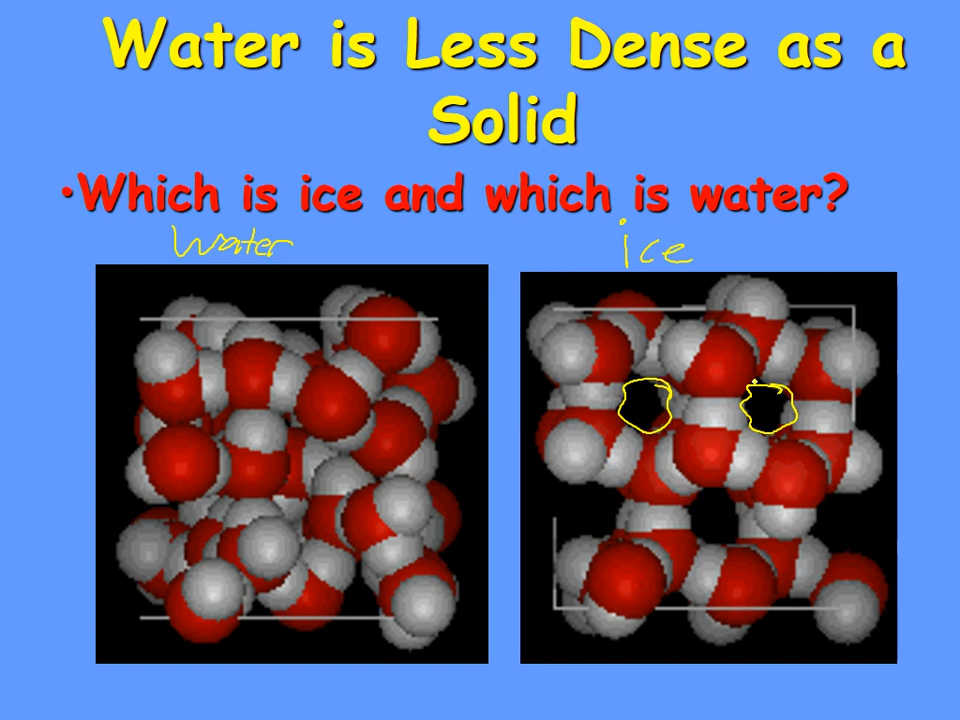 Water is Less Dense as a
Solid
•Which is ice and which is water?
Water ice